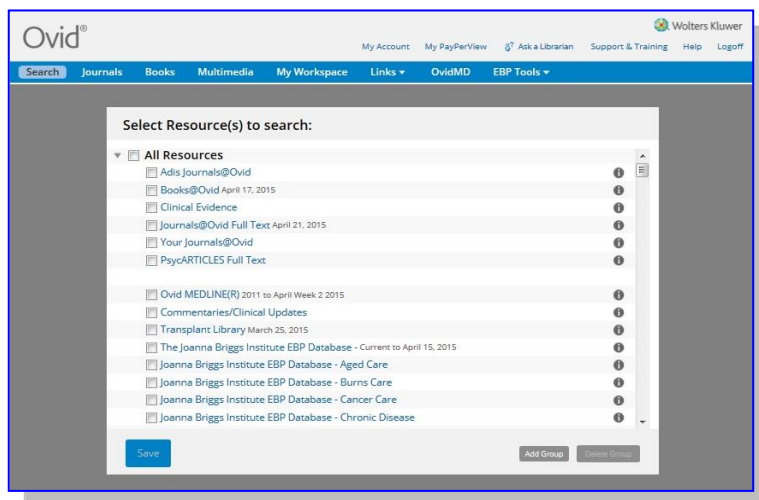 Ovid®
Wolters Kluwer
My Account My PayPerView Ask a Librarian Support & Training Help Logoff
Search Journals Books Multimedia My Workspace Links OvidMD EBP Tools
Select Resource(s) to search:
All Resources
Adis Journals@Ovid
Books@Ovid April 17, 2015
Clinical Evidence
Journals@Ovid Full Text April 21, 2015
Your Journals@Ovid
PsycARTICLES Full Text
Ovid MEDLINE(R) 2011 to April Week 2 2015
Commentaries/Clinical Updates
Transplant Library March 25, 2015
The Joanna Briggs Institute EBP Database - Current to April 15, 2015
Joanna Briggs Institute EBP Database - Aged Care
Joanna Briggs Institute EBP Database - Burns Care
Joanna Briggs Institute EBP Database - Cancer Care
Joanna Briggs Institute EBP Database - Chronic Disease
Save Add Group Delete Group